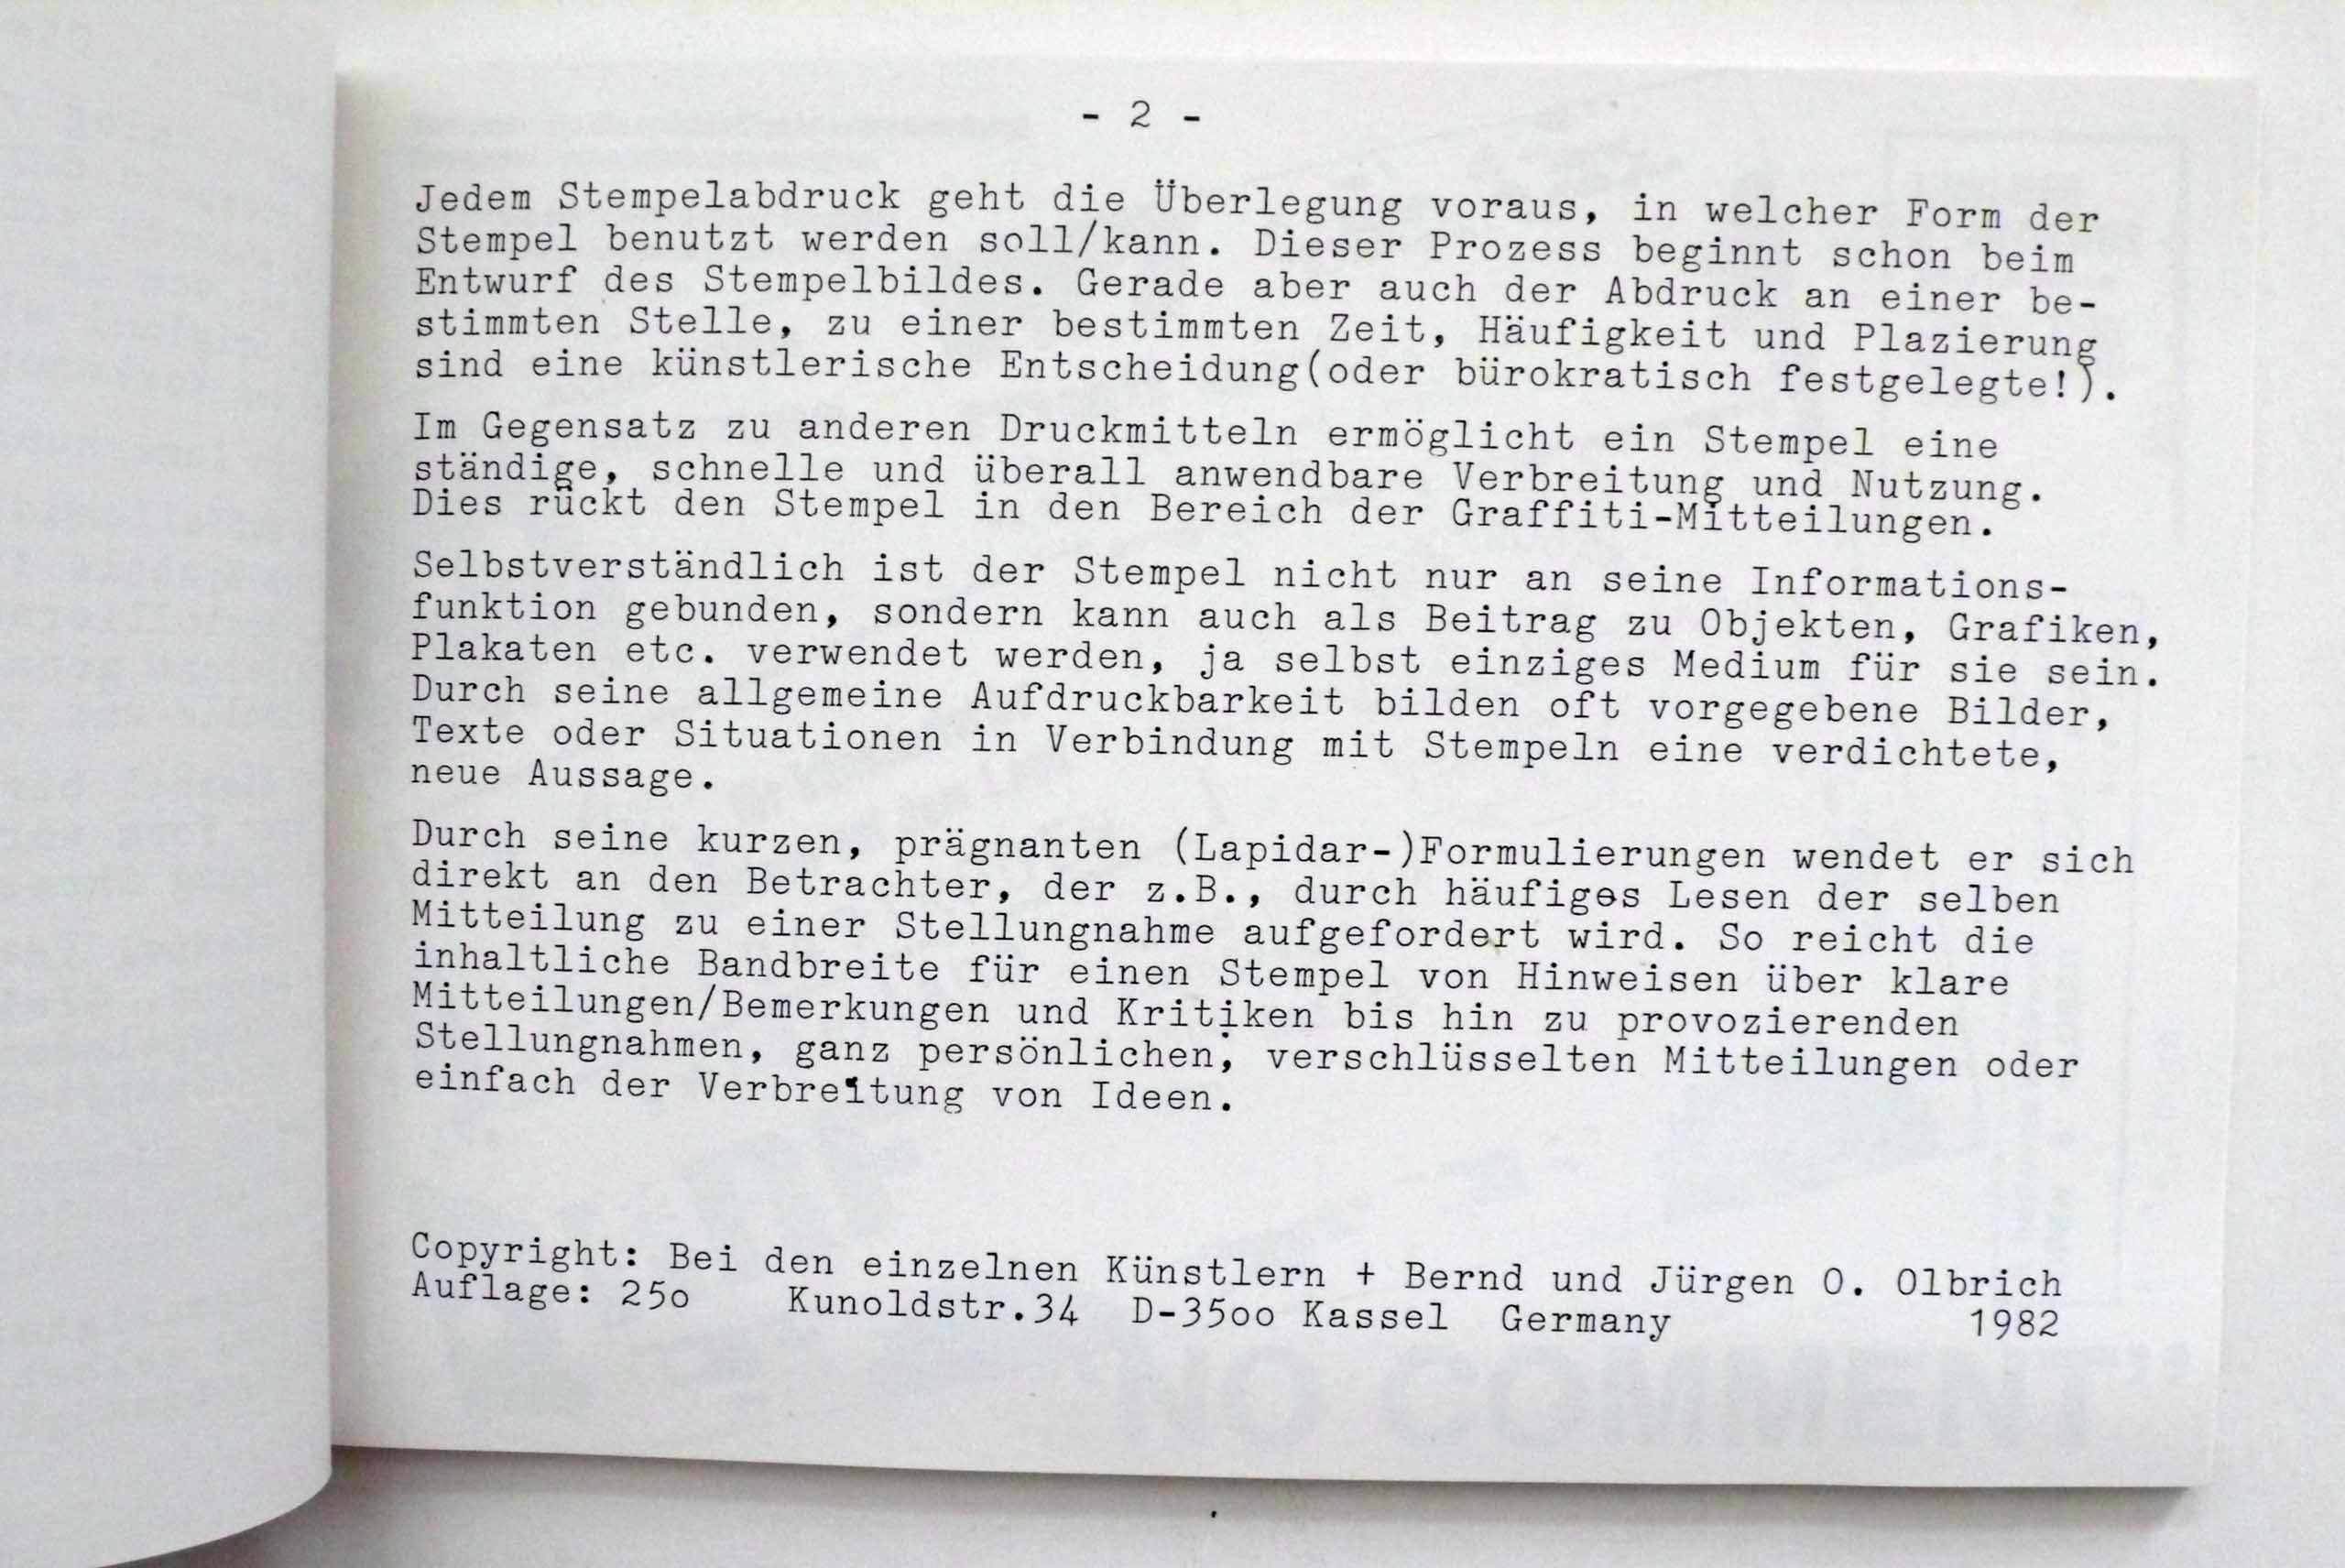 - 2 -
Jedem Stempelabdruck geht die Überlegung voraus, in welcher Form der
Stempel benutzt werden soll/kann. Dieser Prozess beginnt schon beim
Entwurf des Stempelbildes. Gerade aber auch der Abdruck an einer be-
stimmten Stelle, zu einer bestimmten Zeit, Häufigkeit und Plazierung
sind eine künstlerische Entscheidung(oder bürokratisch festgelegte!).
Im Gegensatz zu anderen Druckmitteln ermöglicht ein Stempel eine
ständige, schnelle und überall anwendbare Verbreitung und Nutzung.
Dies rückt den Stempel in den Bereich der Graffiti-Mitteilungen.
Selbstverständlich ist der Stempel nicht nur an seine Informations-
funktion gebunden, sondern kann auch als Beitrag zu Objekten, Grafiken,
Plakaten etc. verwendet werden, ja selbst einziges Medium für sie sein.
Durch seine allgemeine Aufdruckbarkeit bilden oft vorgegebene Bilder,
Texte oder Situationen in Verbindung mit Stempeln eine verdichtete,
neue Aussage.
Durch seine kurzen, prägnanten (Lapidar-)Formulierungen wendet er sich
direkt an den Betrachter, der z.B., durch häufiges Lesen der selben
Mitteilung zu einer Stellungnahme aufgefordert wird. So reicht die
inhaltliche Bandbreite für einen Stempel von Hinweisen über klare
Mitteilungen/Bemerkungen und Kritiken bis hin zu provozierenden
Stellungnahmen, ganz persönlichen, verschlüsselten Mitteilungen oder
einfach der Verbreitung von Ideen.
Copyright: Bei den einzelnen Künstlern + Bernd und Jürgen O. Olbrich
Auflage: 25o Kunoldstr.34 D-35oo Kassel Germany 1982
NO COMMENT"